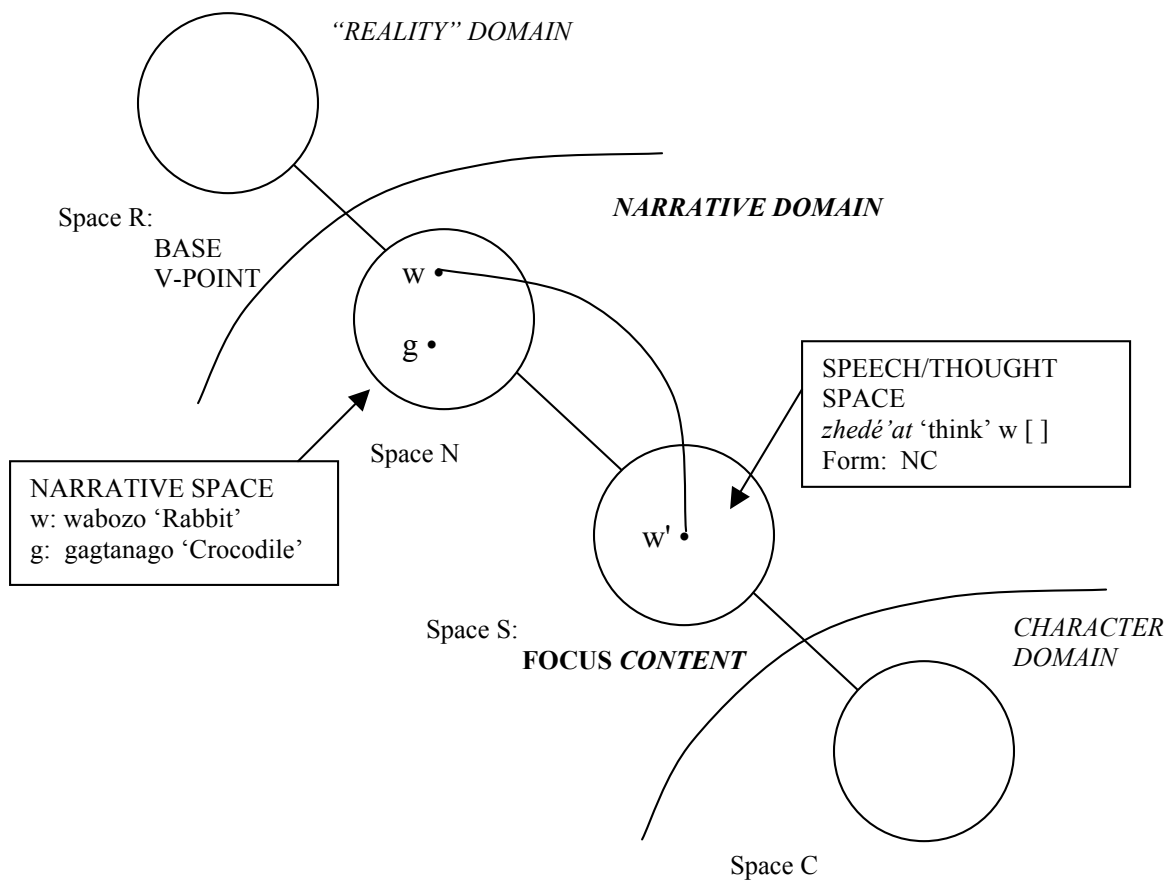 “REALITY” DOMAIN
Space R:
BASE
V-POINT
NARRATIVE DOMAIN
w
g
Space N
NARRATIVE SPACE
w: wabozo ‘Rabbit’
g: gagtanago ‘Crocodile’
SPEECH/THOUGHT
SPACE
zhedé’at ‘think’ w [ ]
Form: NC
w'
Space S:
FOCUS CONTENT
CHARACTER
DOMAIN
Space C